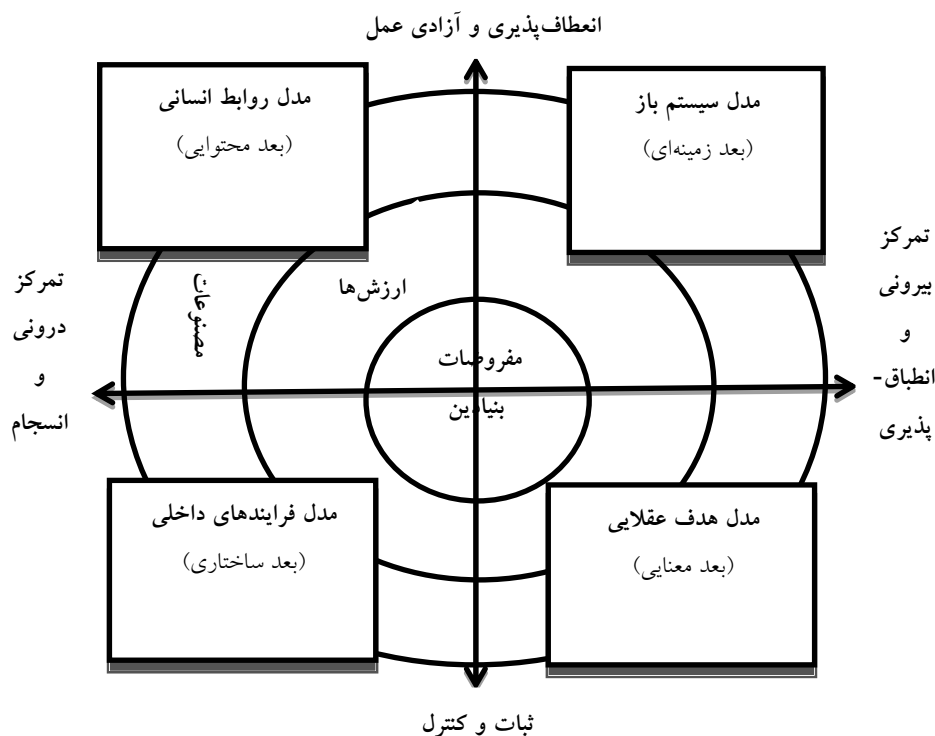 انعطاف‌پذیری و آزادی عمل
مدل سیستم باز
(بعد زمینه‌ای)
مدل روابط انسانی
(بعد محتوایی)
تمرکز
بیرونی
و
انطباق-
پذیری
ارزش‌ها
مصنوعات
تمرکز
درونی
و
انسجام
مفروضات
بنیادین
مدل هدف عقلایی
(بعد معنایی)
مدل فرایندهای داخلی
(بعد ساختاری)
ثبات و کنترل